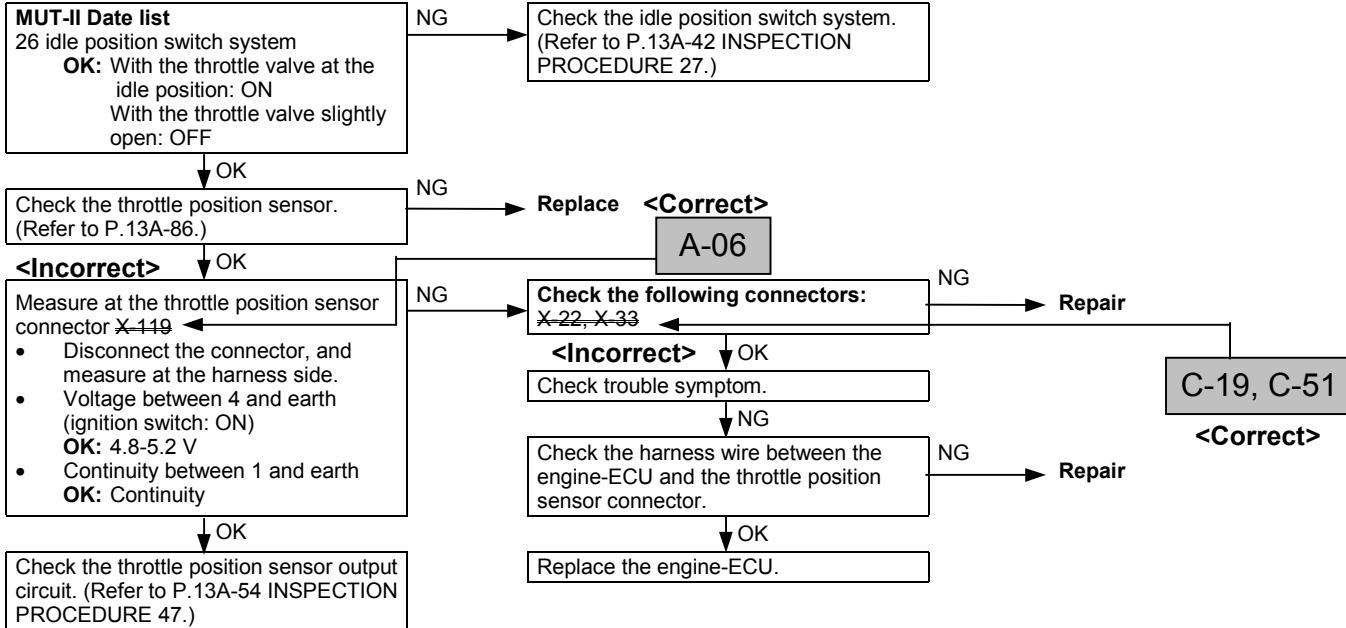 MUT-II Date list
26 idle position switch system
OK: With the throttle valve at the
idle position: ON
With the throttle valve slightly
open: OFF
NG
Check the idle position switch system.
(Refer to P.13A-42 INSPECTION
PROCEDURE 27.)
OK
Check the throttle position sensor.
(Refer to P.13A-86.)
NG
Replace
<Correct>
A-06
<Incorrect>
OK
Measure at the throttle position sensor
connector X-119
• Disconnect the connector, and
measure at the harness side.
• Voltage between 4 and earth
(ignition switch: ON)
OK: 4.8-5.2 V
• Continuity between 1 and earth
OK: Continuity
NG
Check the following connectors:
X-22, X-33
NG
Repair
<Incorrect>
OK
C-19, C-51
<Correct>
Check trouble symptom.
NG
Check the harness wire between the
engine-ECU and the throttle position
sensor connector.
NG
Repair
OK
Replace the engine-ECU.
OK
Check the throttle position sensor output
circuit. (Refer to P.13A-54 INSPECTION
PROCEDURE 47.)